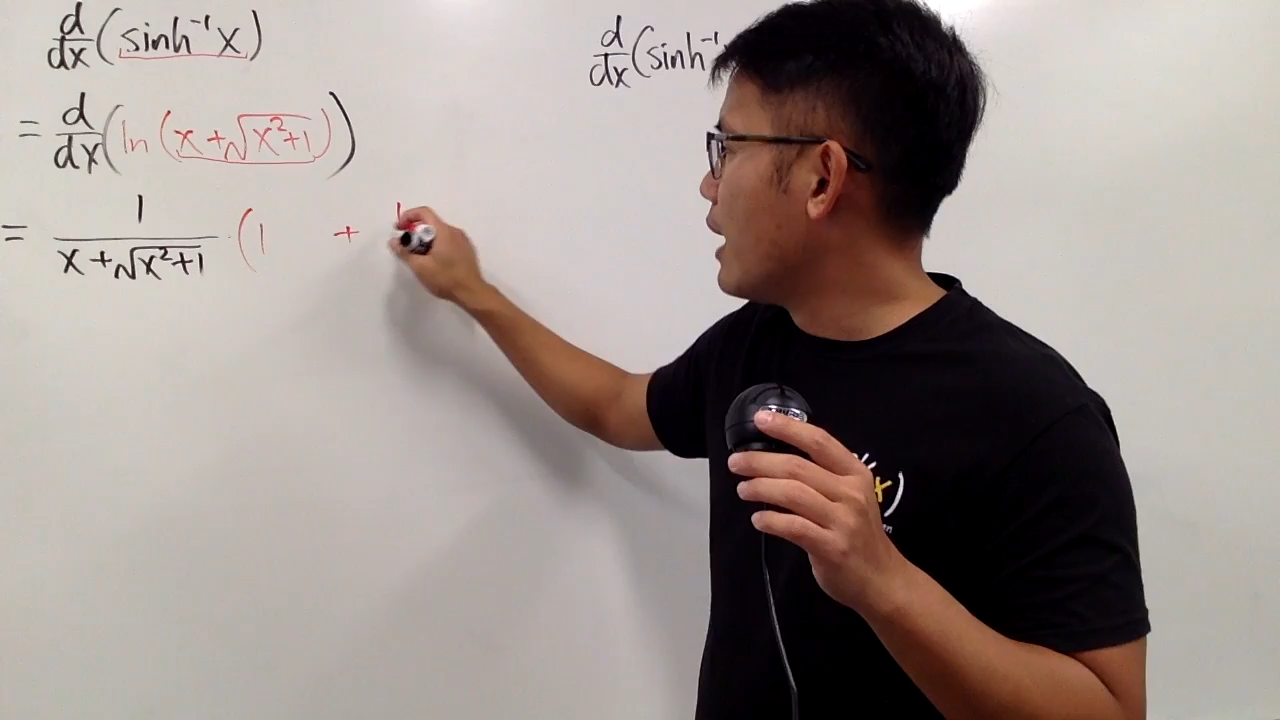 d/dx (sinh⁻¹x)
= d/dx (ln (x + √(x²+1)))
= 1/(x + √(x²+1)) · (1 + 1
d/dx (sinh⁻¹